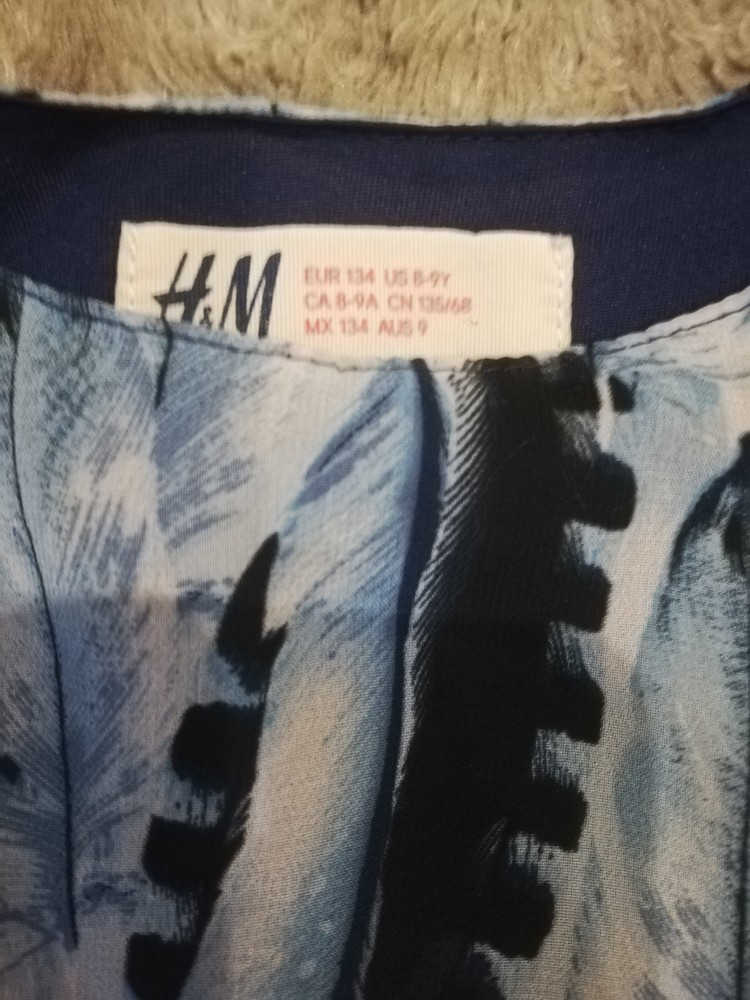 H&M
EUR 134 US 8-9Y
CA 8-9A CN 135/68
MX 134 AUS 9